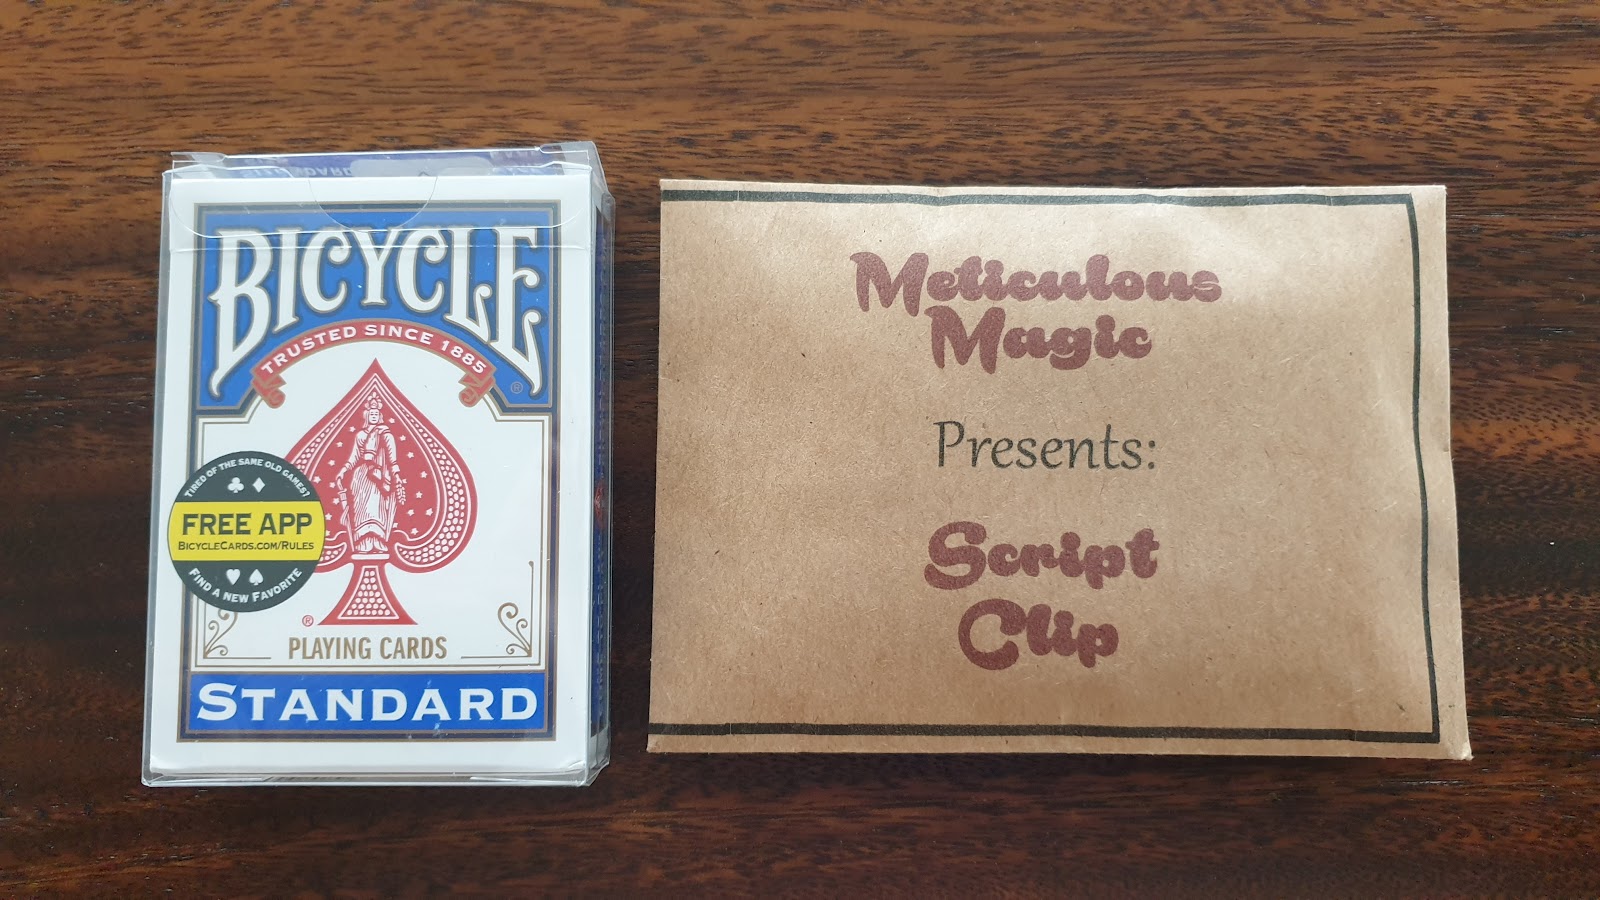 BICYCLE
®
TRUSTED SINCE 1885
TIRED OF THE SAME OLD GAMES?
FREE APP
BICYCLECARDS.COM/RULES
FIND A NEW FAVORITE
®
PLAYING CARDS
STANDARD
Meticulous
Magic
Presents:
Script
Clip